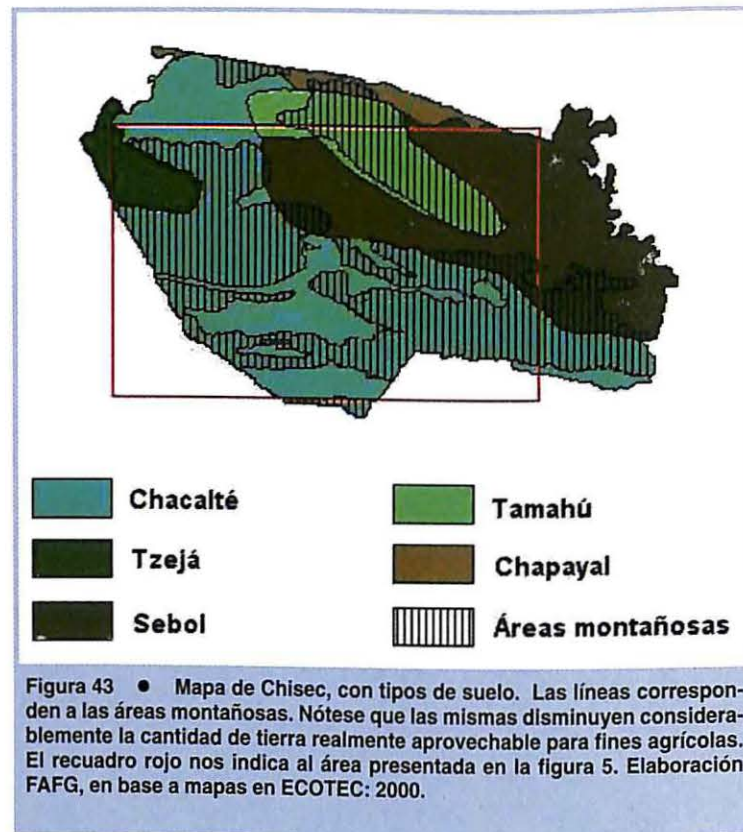 Chacalté
Tamahú
Tzejá
Chapayal
Sebol
Áreas montañosas
Figura 43 ● Mapa de Chisec, con tipos de suelo. Las líneas correspon-
den a las áreas montañosas. Nótese que las mismas disminuyen considera-
blemente la cantidad de tierra realmente aprovechable para fines agrícolas.
El recuadro rojo nos indica al área presentada en la figura 5. Elaboración
FAFG, en base a mapas en ECOTEC: 2000.